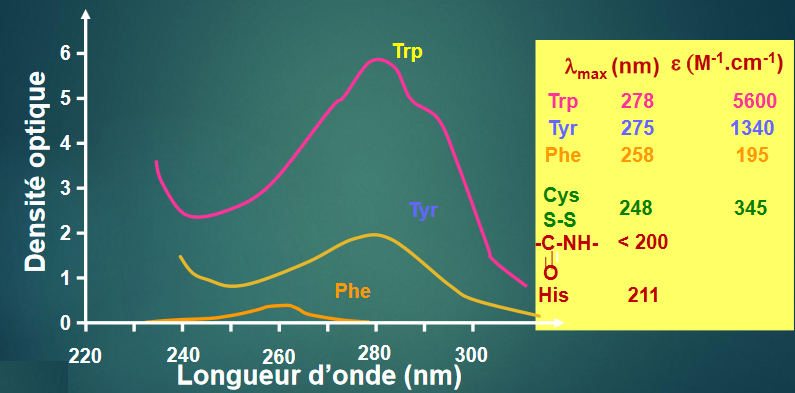 Densité optique
6
5
4
3
2
1
0
220 240 260 280 300
Longueur d’onde (nm)
Trp
Tyr
Phe
λmax (nm) ε (M-1.cm-1)
Trp 278 5600
Tyr 275 1340
Phe 258 195
Cys
S-S 248 345
-C-NH- < 200
O
His 211